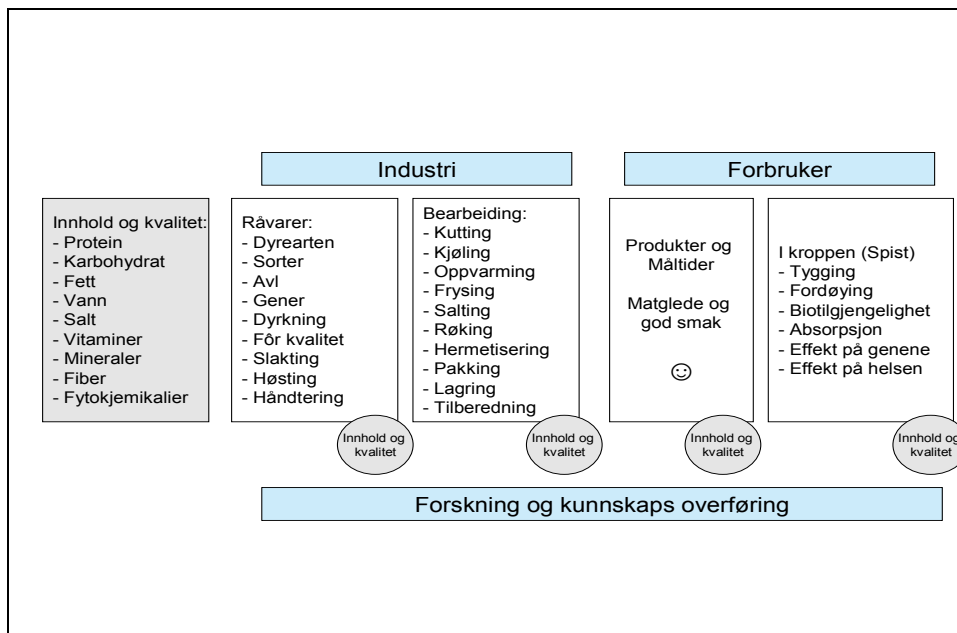 Industri
Forbruker
Innhold og kvalitet:
- Protein
- Karbohydrat
- Fett
- Vann
- Salt
- Vitaminer
- Mineraler
- Fiber
- Fytokjemikalier
Råvarer:
- Dyrearten
- Sorter
- Avl
- Gener
- Dyrkning
- Fôr kvalitet
- Slakting
- Høsting
- Håndtering
Innhold og
kvalitet
Bearbeiding:
- Kutting
- Kjøling
- Oppvarming
- Frysing
- Salting
- Røking
- Hermetisering
- Pakking
- Lagring
- Tilberedning
Innhold og
kvalitet
Produkter og
Måltider
Matglede og
god smak
☺
Innhold og
kvalitet
I kroppen (Spist)
- Tygging
- Fordøying
- Biotilgjengelighet
- Absorpsjon
- Effekt på genene
- Effekt på helsen
Innhold og
kvalitet
Forskning og kunnskaps overføring